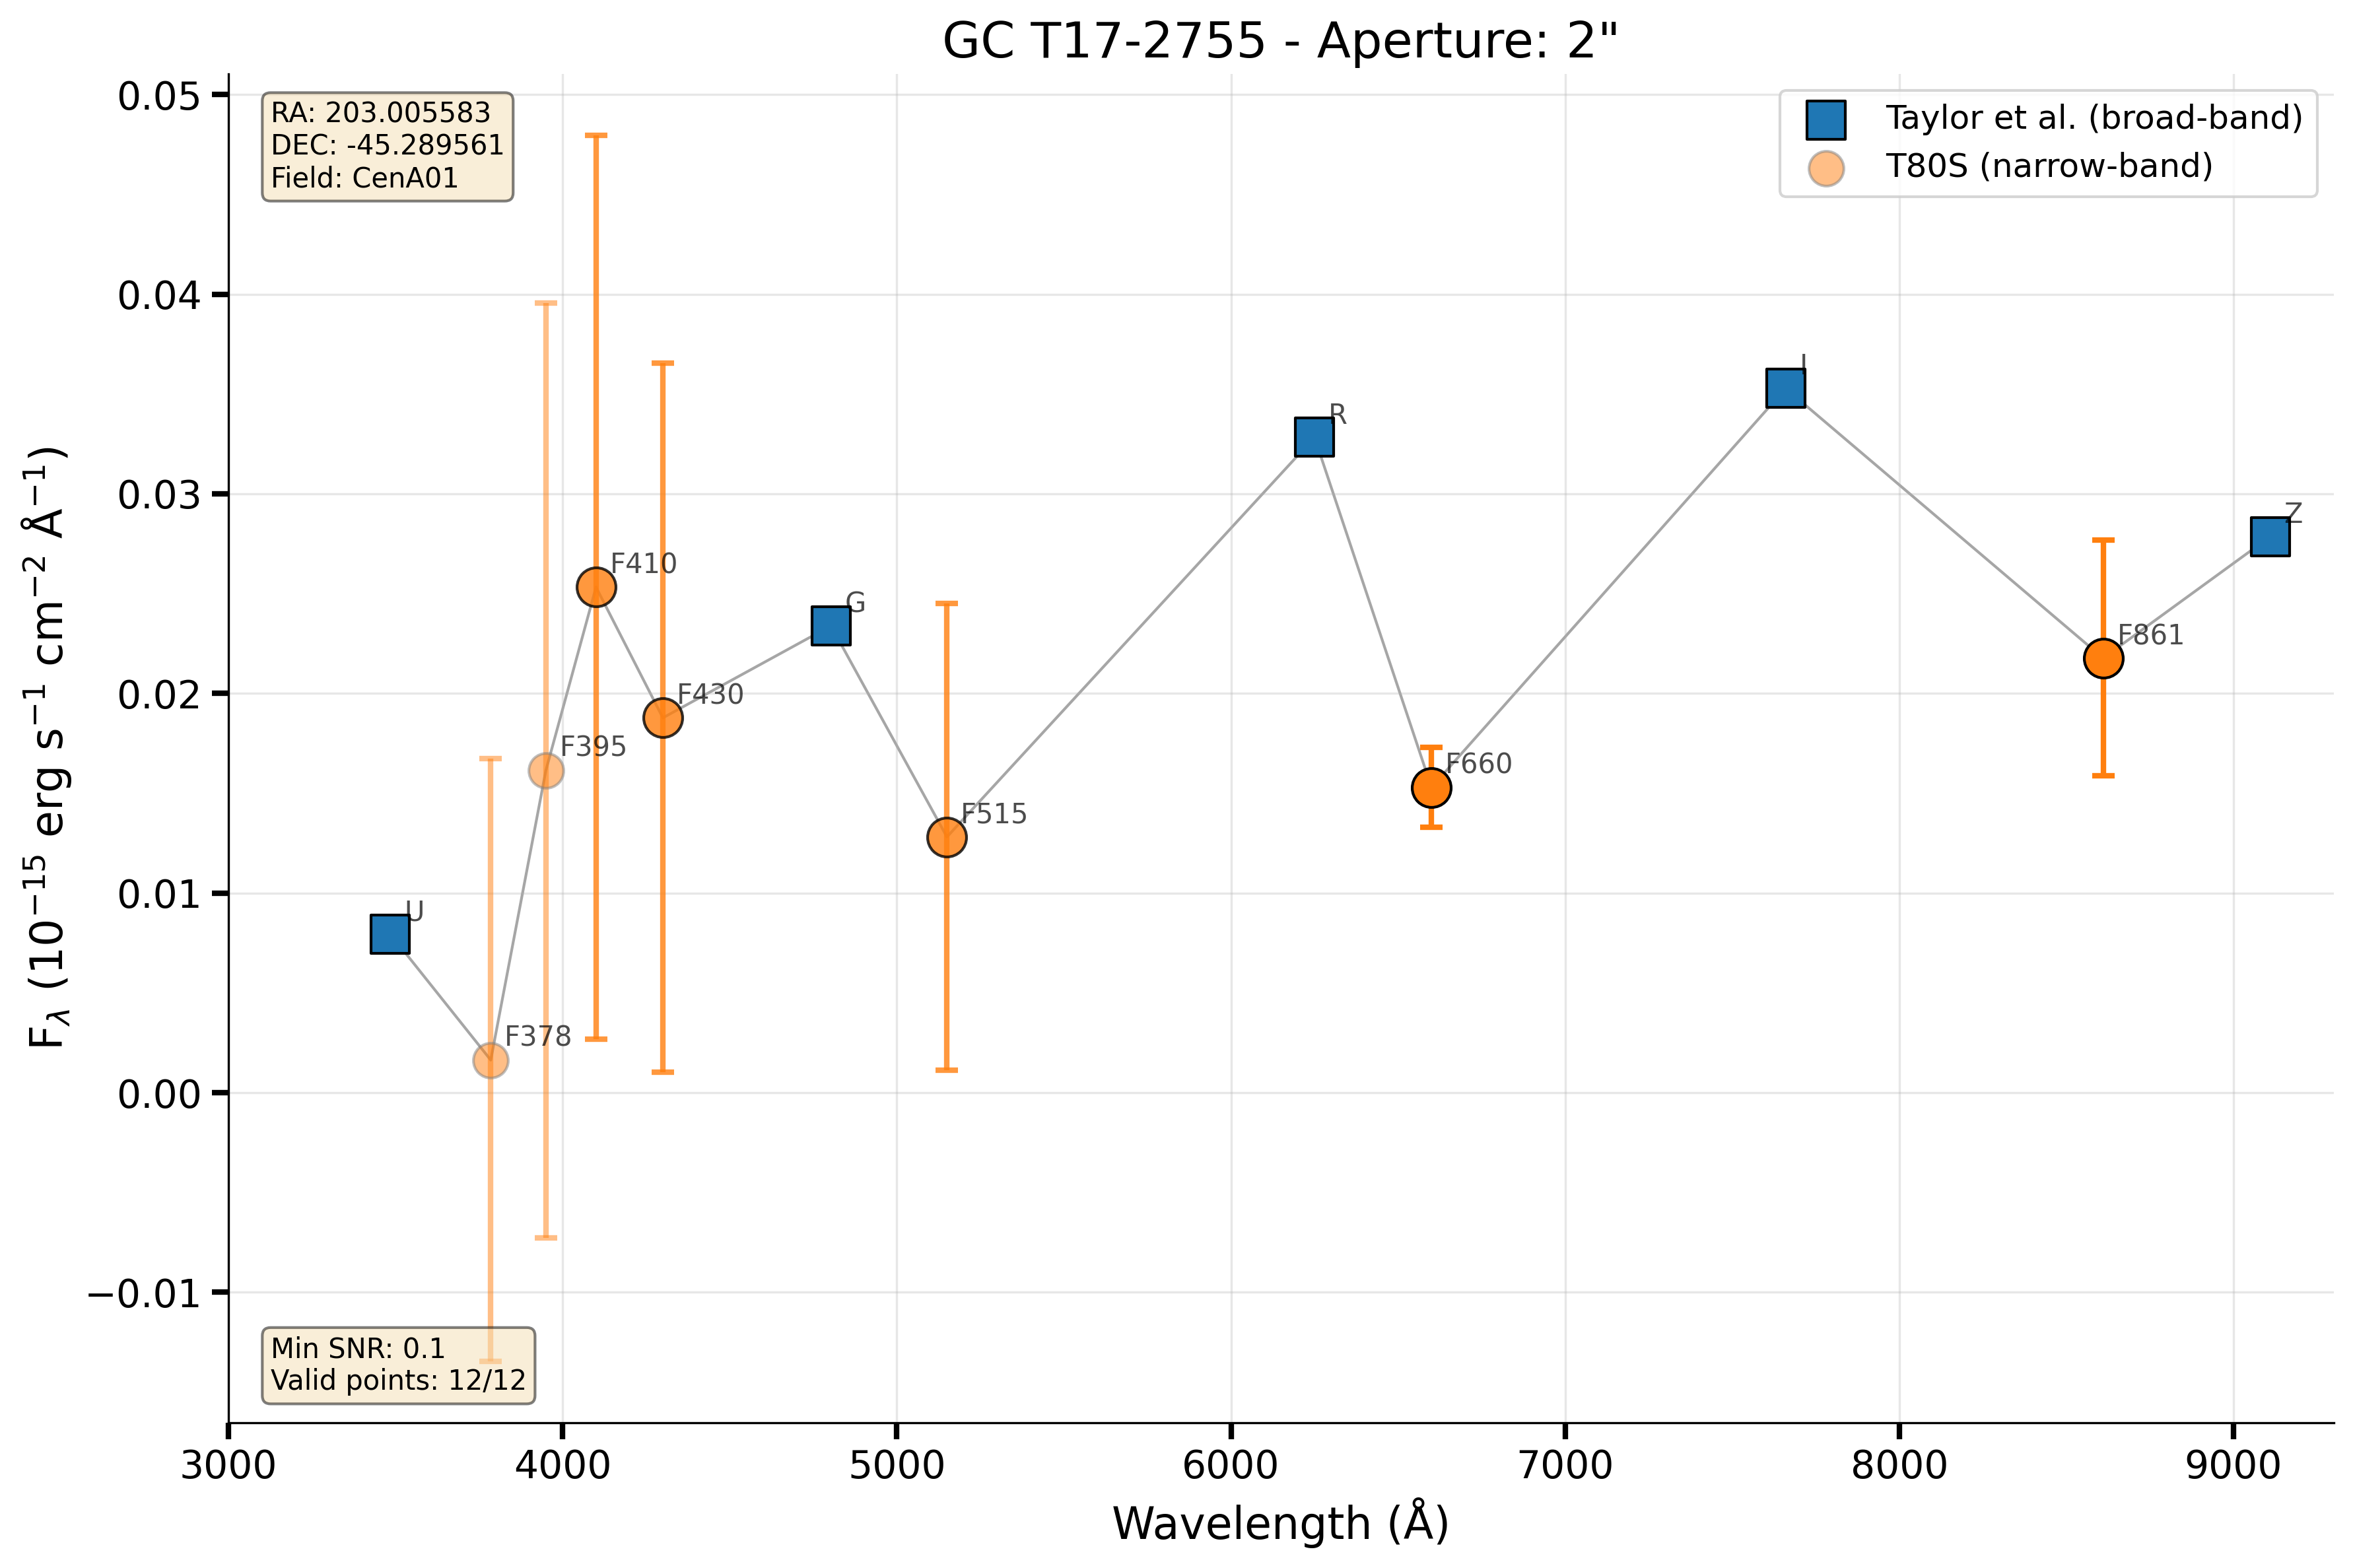 GC T17-2755 - Aperture: 2"
RA: 203.005583
DEC: -45.289561
Field: CenA01
Taylor et al. (broad-band)
T80S (narrow-band)
0.05
0.04
0.03
0.02
0.01
0.00
−0.01
F_λ (10⁻¹⁵ erg s⁻¹ cm⁻² Å⁻¹)
U
F378
F395
F410
F430
G
F515
R
F660
I
F861
Z
Min SNR: 0.1
Valid points: 12/12
3000 4000 5000 6000 7000 8000 9000
Wavelength (Å)